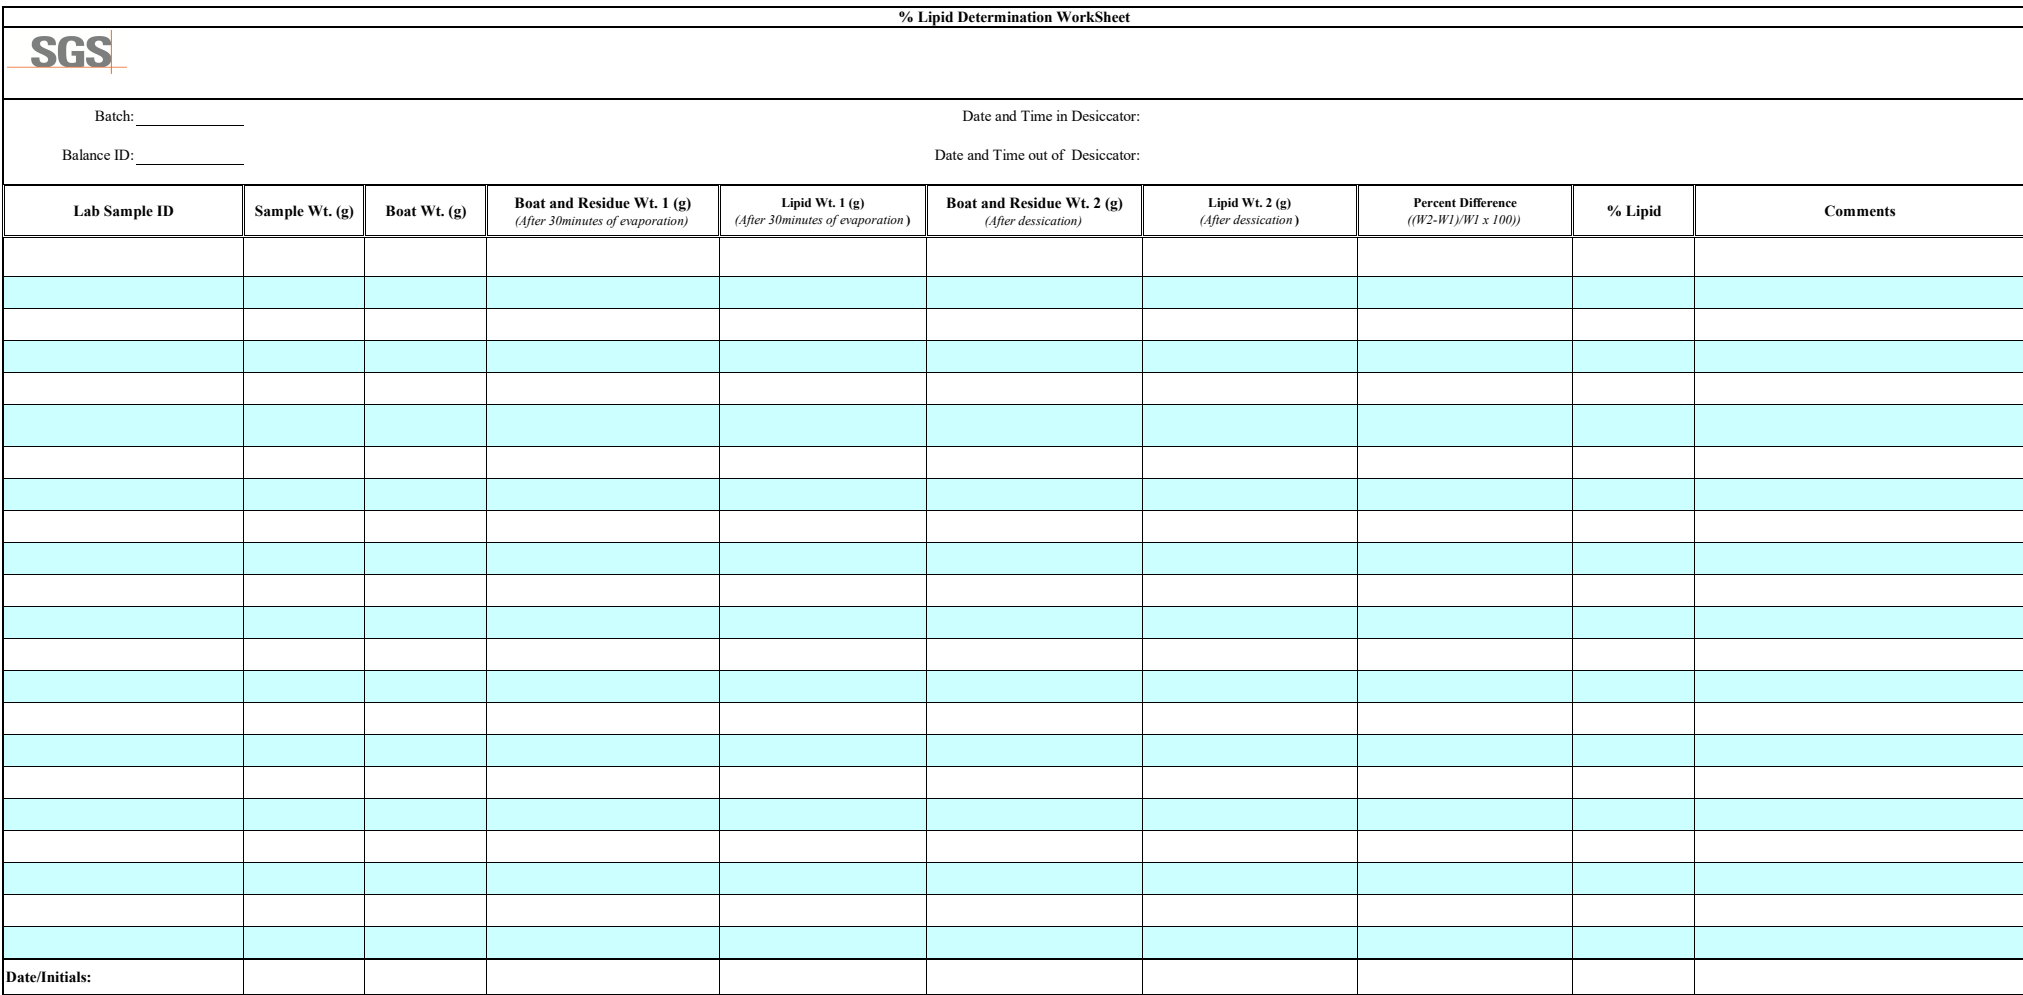 % Lipid Determination WorkSheet
SGS
Batch:
Date and Time in Desiccator:
Balance ID:
Date and Time out of Desiccator:
Lab Sample ID
Sample Wt. (g)
Boat Wt. (g)
Boat and Residue Wt. 1 (g)
(After 30minutes of evaporation)
Lipid Wt. 1 (g)
(After 30minutes of evaporation )
Boat and Residue Wt. 2 (g)
(After dessication)
Lipid Wt. 2 (g)
(After dessication )
Percent Difference
((W2-W1)/W1 x 100))
% Lipid
Comments
Date/Initials: